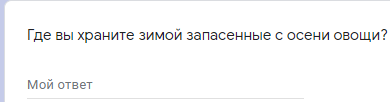 Где вы храните зимой запасенные с осени овощи?
Мой ответ